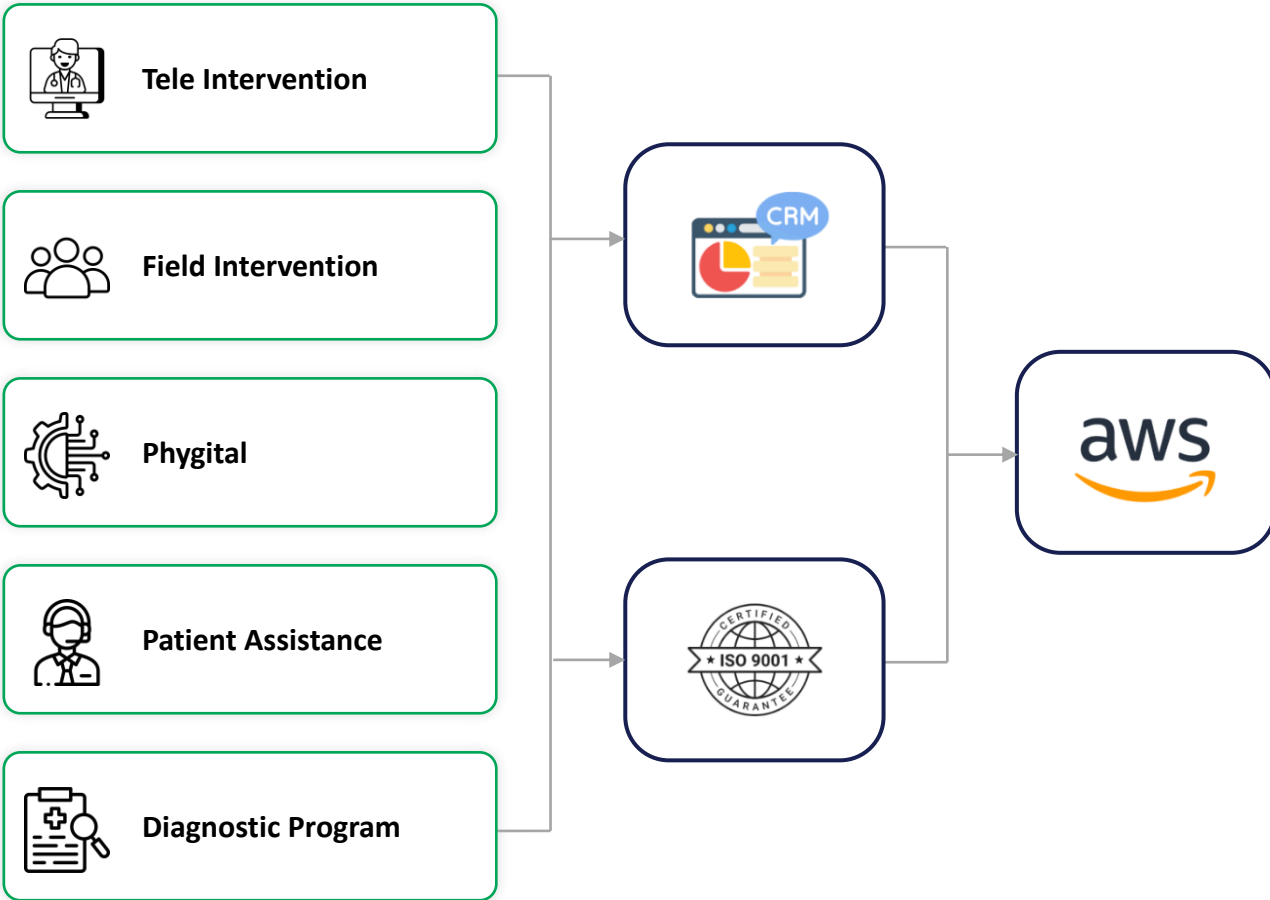 Tele Intervention
Field Intervention
Phygital
Patient Assistance
Diagnostic Program
CRM
CERTIFIED
★ ISO 9001 ★
GUARANTEE
aws